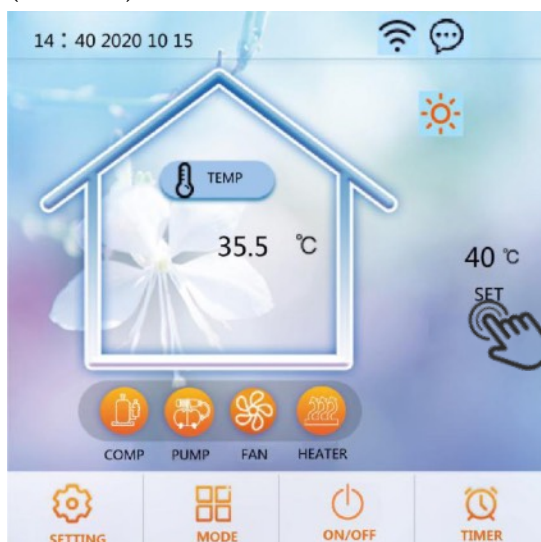 14：40 2020 10 15
TEMP
35.5 ℃
40 ℃
SET
COMP PUMP FAN HEATER
SETTING MODE ON/OFF TIMER